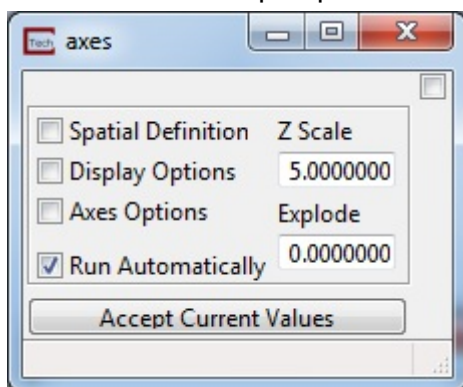 Tech axes
Spatial Definition Z Scale
Display Options 5.0000000
Axes Options Explode
Run Automatically 0.0000000
Accept Current Values